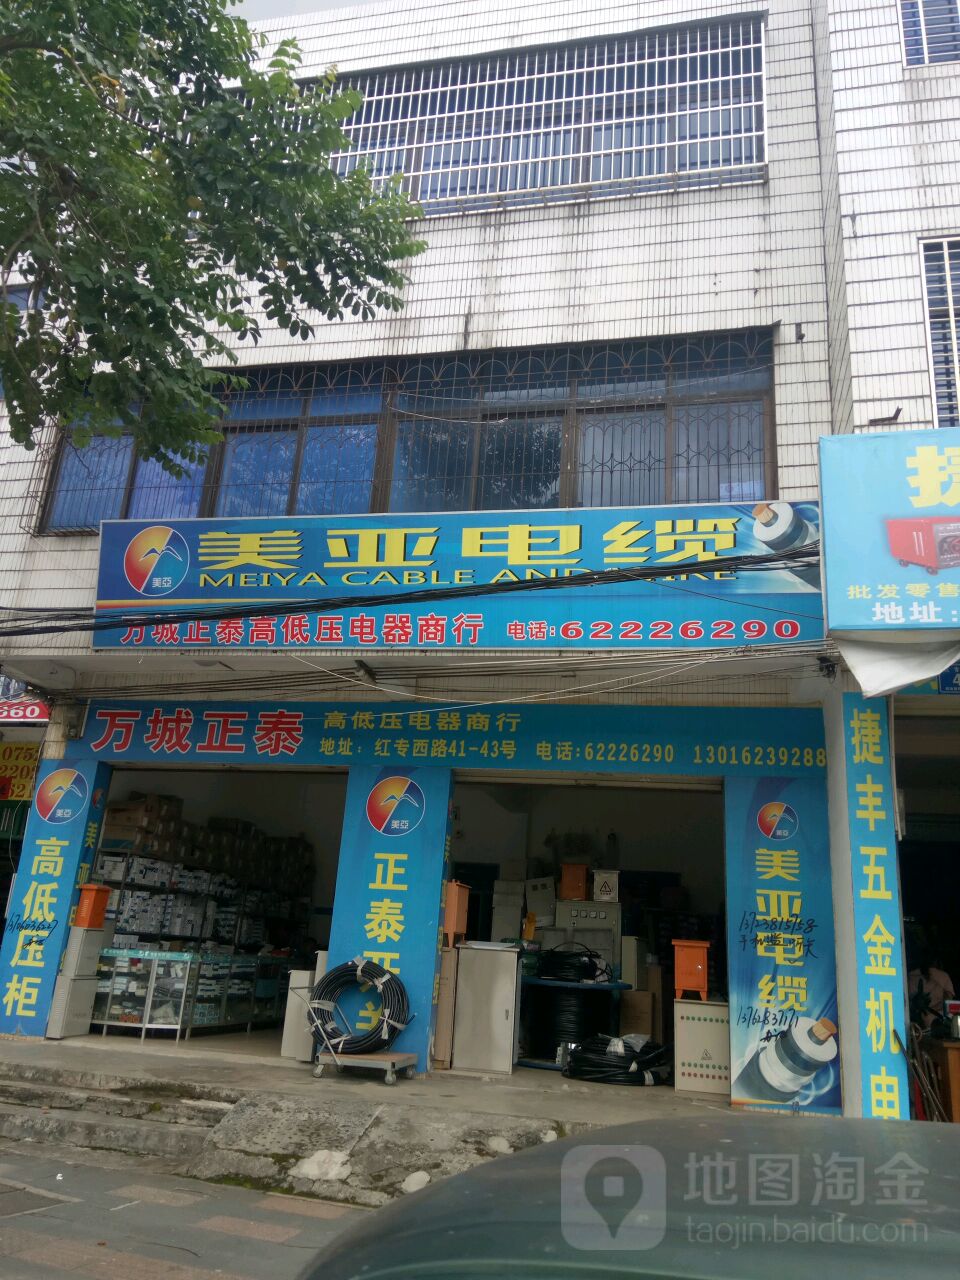 美亚电缆
MEIYA CABLE AND WIRE
美亞
万城正泰高低压电器商行 电话:62226290
万城正泰 高低压电器商行
地址: 红专西路41-43号 电话:62226290 13016239288
美亞
高低压柜
美亞
正泰开关
美亞
美亚电缆
13723815758
13762837171
批发零售
地址:
捷丰五金机电
660
075
地图淘金
taojin.baidu.com